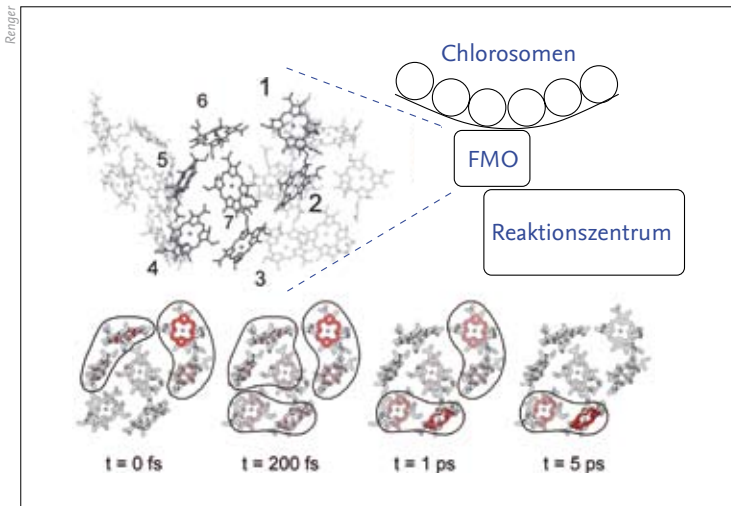 Renger
Chlorosomen
FMO
Reaktionszentrum
1
6
5
2
7
4
3
t = 0 fs
t = 200 fs
t = 1 ps
t = 5 ps